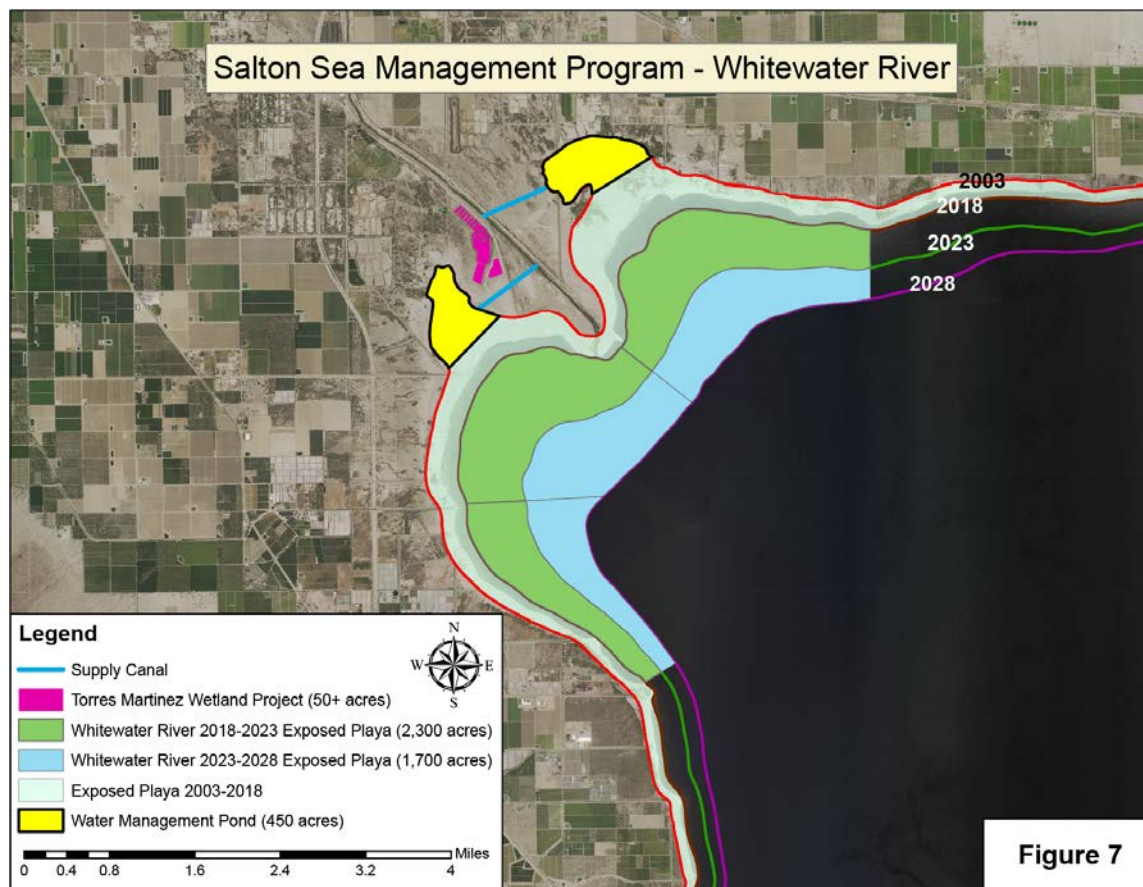 Salton Sea Management Program - Whitewater River
2003
2018
2023
2028
Legend
N
W E
S
Supply Canal
Torres Martinez Wetland Project (50+ acres)
Whitewater River 2018-2023 Exposed Playa (2,300 acres)
Whitewater River 2023-2028 Exposed Playa (1,700 acres)
Exposed Playa 2003-2018
Water Management Pond (450 acres)
Miles
0 0.4 0.8 1.6 2.4 3.2 4
Figure 7